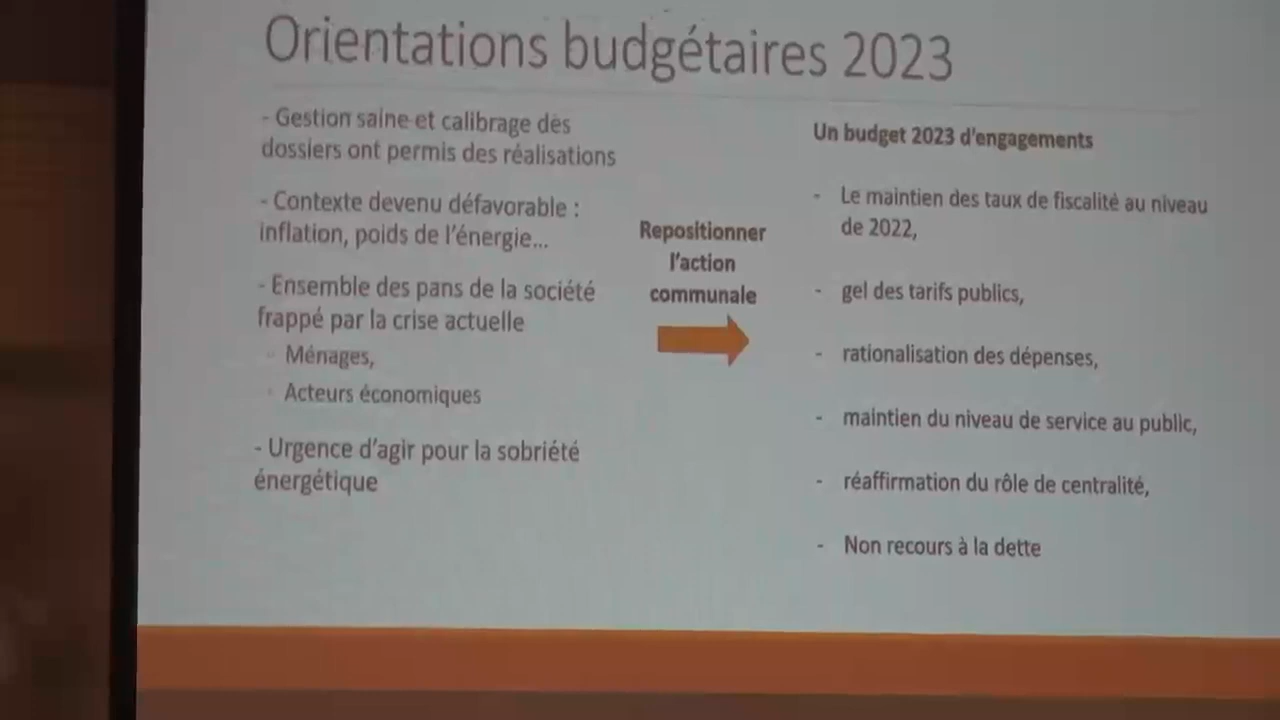 Orientations budgétaires 2023
- Gestion saine et calibrage des
dossiers ont permis des réalisations
- Contexte devenu défavorable :
inflation, poids de l'énergie...
- Ensemble des pans de la société
frappé par la crise actuelle
Ménages,
Acteurs économiques
- Urgence d'agir pour la sobriété
énergétique
Repositionner
l'action
communale
Un budget 2023 d'engagements
- Le maintien des taux de fiscalité au niveau
de 2022,
- gel des tarifs publics,
- rationalisation des dépenses,
- maintien du niveau de service au public,
- réaffirmation du rôle de centralité,
- Non recours à la dette